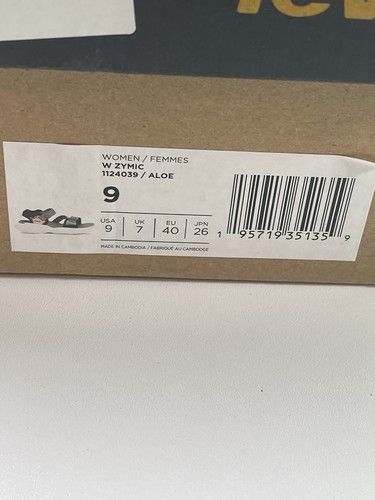 WOMEN / FEMMES
W ZYMIC
1124039 / ALOE
9
USA UK EU JPN
9 7 40 26
MADE IN CAMBODIA / FABRIQUÉ AU CAMBODGE
1 95719 35135 9